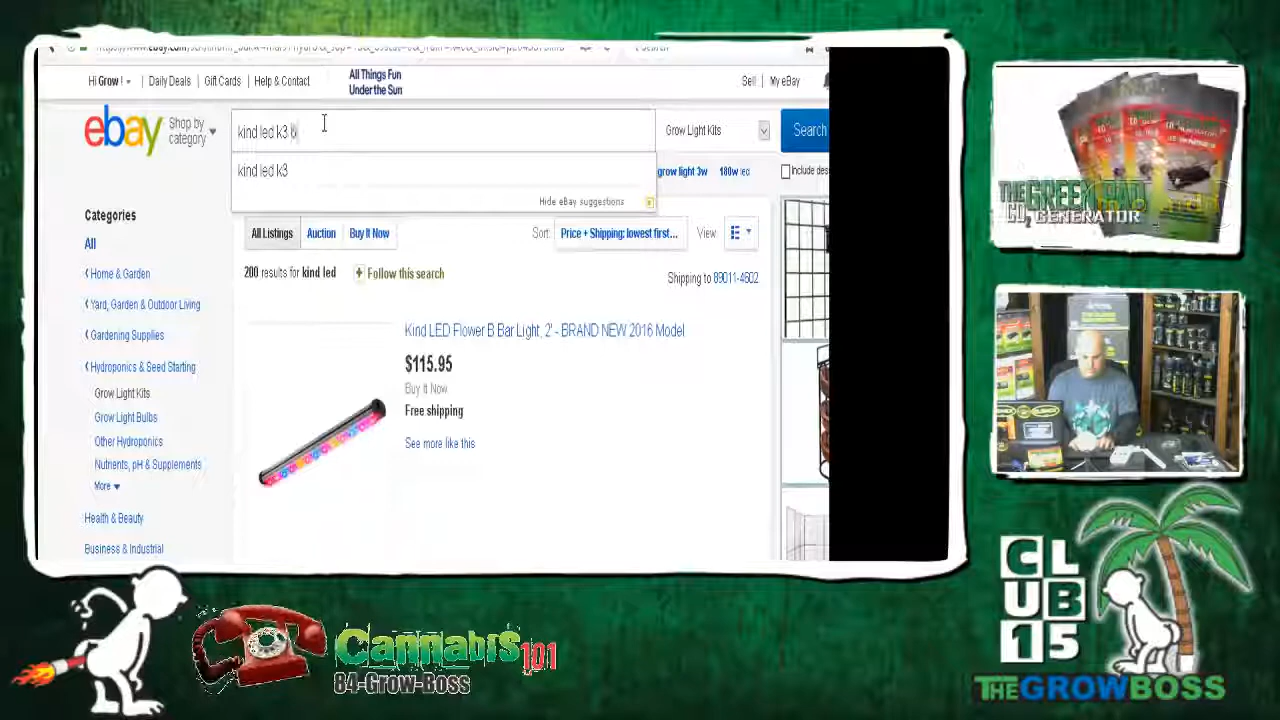 Hi Grow! Daily Deals Gift Cards Help & Contact
All Things Fun
Under the Sun
Sell My eBay
ebay
Shop by
category
kind led k3
Grow Light Kits
Search
kind led k3
Hide eBay suggestions
grow light 3w 180w led
Include des
Categories
All
Home & Garden
Yard, Garden & Outdoor Living
Gardening Supplies
Hydroponics & Seed Starting
Grow Light Kits
Grow Light Bulbs
Other Hydroponics
Nutrients, pH & Supplements
More
Health & Beauty
Business & Industrial
All Listings Auction Buy It Now
Sort: Price + Shipping: lowest first... View:
200 results for kind led + Follow this search
Shipping to 89011-4602
Kind LED Flower B Bar Light, 2' - BRAND NEW 2016 Model
$115.95
Buy It Now
Free shipping
See more like this
THE GREEN PAD
CO2 GENERATOR
CLUB
15
THEGROWBOSS
Cannabis 101
84-Grow-Boss